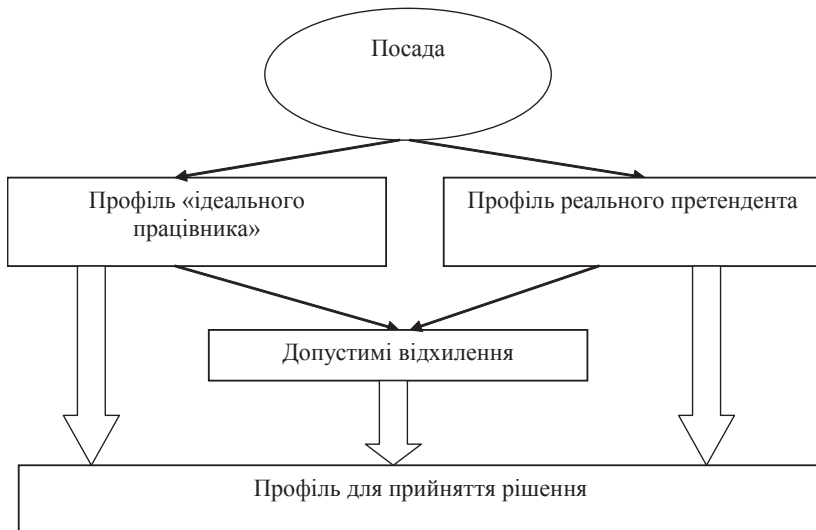 Посада
Профіль «ідеального
працівника»
Профіль реального претендента
Допустимі відхилення
Профіль для прийняття рішення